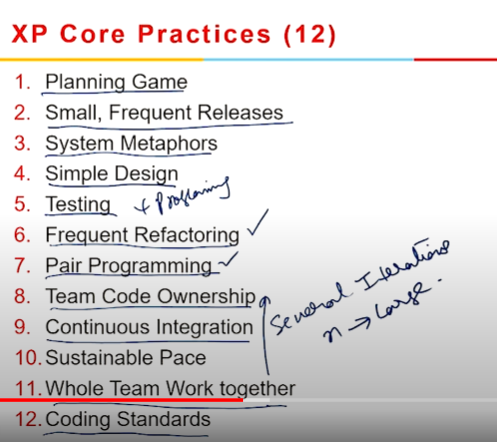 XP Core Practices (12)
1. Planning Game
2. Small, Frequent Releases
3. System Metaphors
4. Simple Design
5. Testing + Programing
6. Frequent Refactoring
7. Pair Programming
8. Team Code Ownership
Several Iterations
n → large.
9. Continuous Integration
10. Sustainable Pace
11. Whole Team Work together
12. Coding Standards